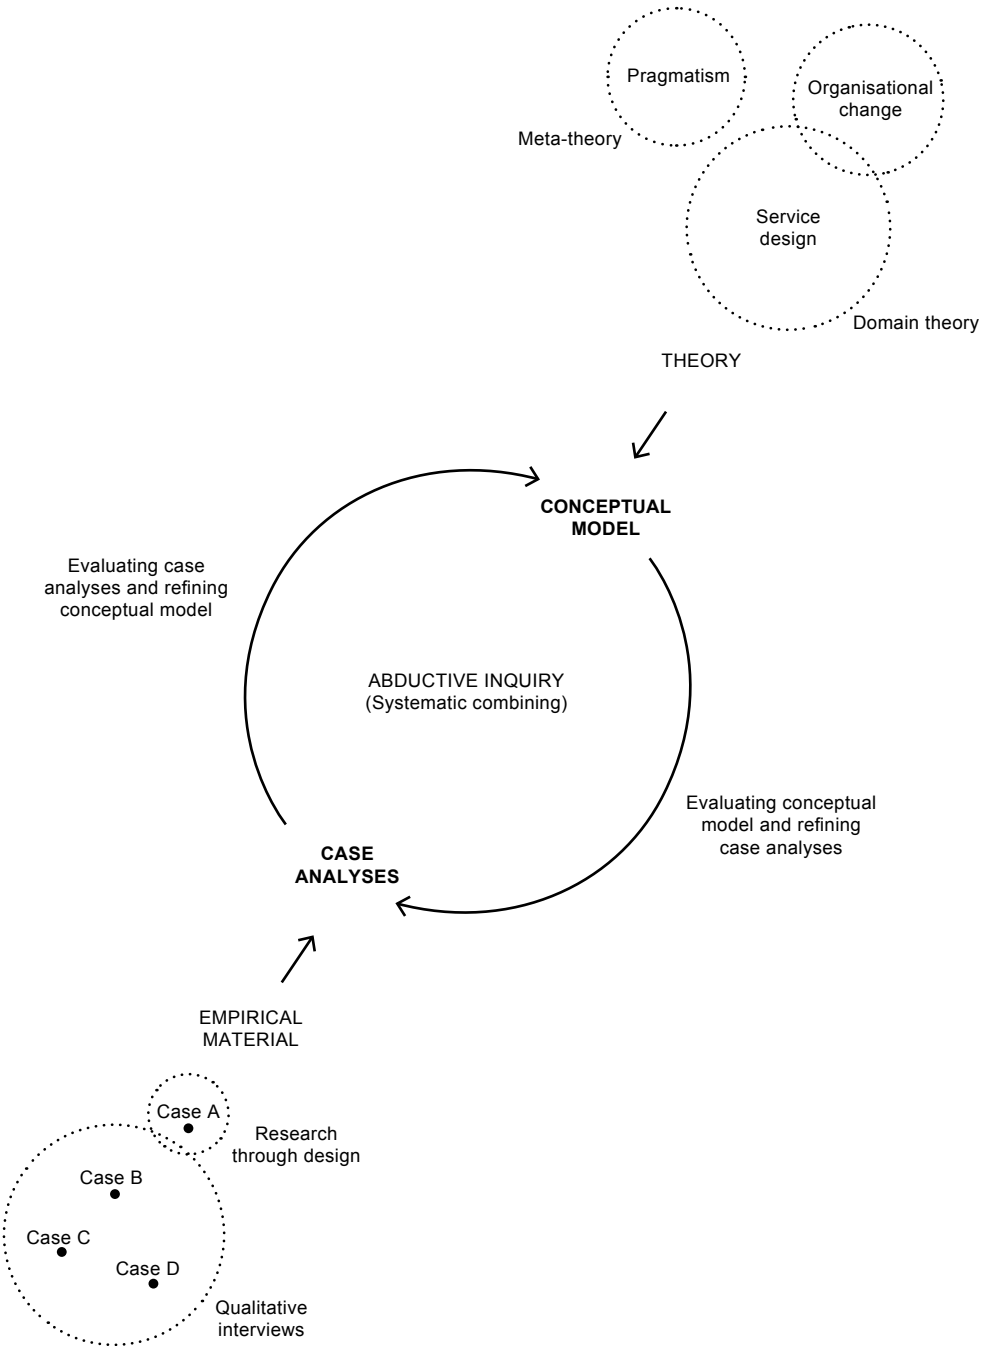 Pragmatism
Organisational
change
Meta-theory
Service
design
Domain theory
THEORY
CONCEPTUAL
MODEL
Evaluating case
analyses and refining
conceptual model
ABDUCTIVE INQUIRY
(Systematic combining)
Evaluating conceptual
model and refining
case analyses
CASE
ANALYSES
EMPIRICAL
MATERIAL
Case A
Research
through design
Case B
Case C
Case D
Qualitative
interviews